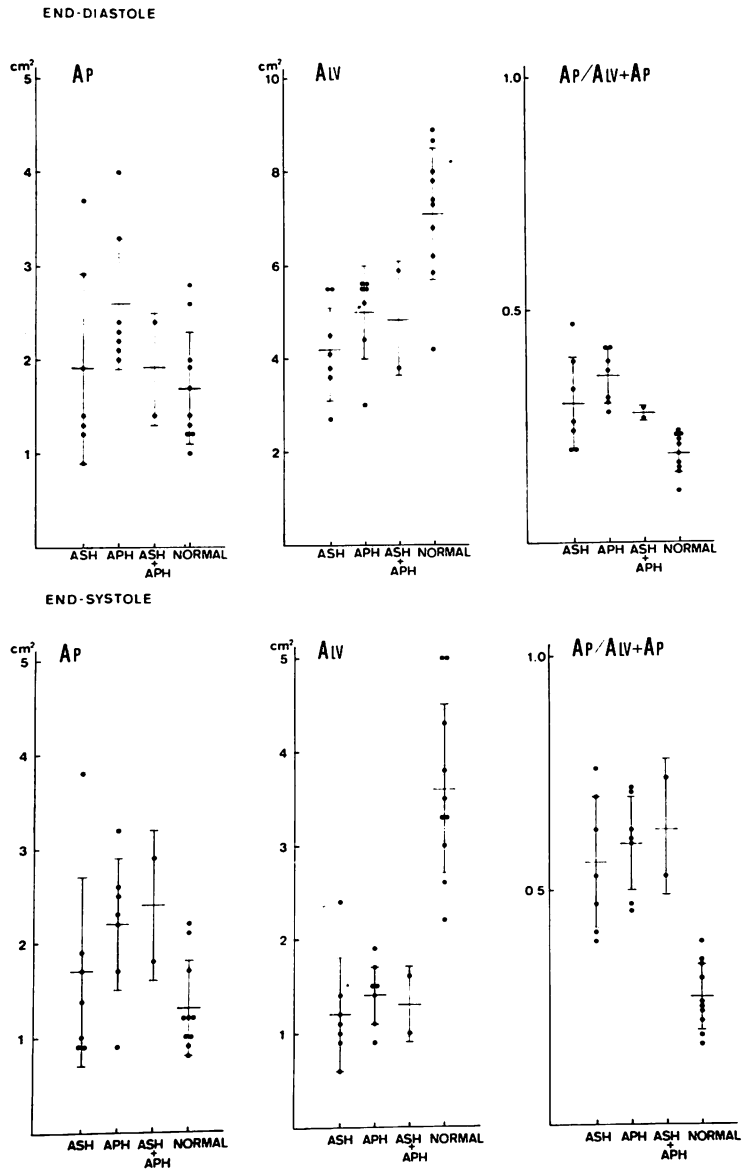 END-DIASTOLE
cm² AP
5
4
3
2
1
ASH APH ASH + APH NORMAL
cm² ALV
10
8
6
4
2
ASH APH ASH + APH NORMAL
AP/ALV+AP
1.0
0.5
ASH APH ASH + APH NORMAL
END-SYSTOLE
cm² AP
5
4
3
2
1
ASH APH ASH + APH NORMAL
cm² ALV
5
4
3
2
1
ASH APH ASH + APH NORMAL
AP/ALV+AP
1.0
0.5
ASH APH ASH + APH NORMAL